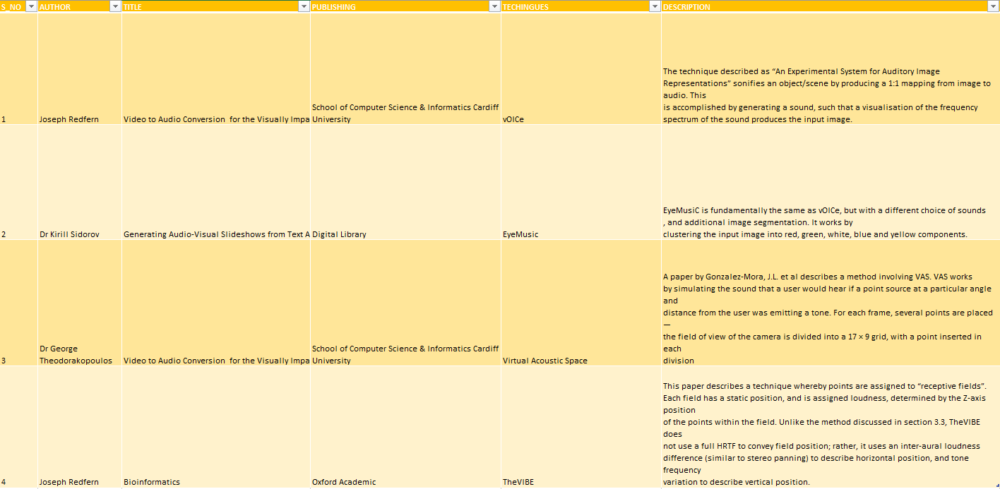 S_NO AUTHOR TITLE PUBLISHING TECHINGUES DESCRIPTION
1
Joseph Redfern
Video to Audio Conversion for the Visually Impa
School of Computer Science & Informatics Cardiff
University
vOICe
The technique described as “An Experimental System for Auditory Image
Representations” sonifies an object/scene by producing a 1:1 mapping from image to
audio. This
is accomplished by generating a sound, such that a visualisation of the frequency
spectrum of the sound produces the input image.
2
Dr Kirill Sidorov
Generating Audio-Visual Slideshows from Text A
Digital Library
EyeMusic
EyeMusiC is fundamentally the same as vOICe, but with a different choice of sounds
, and additional image segmentation. It works by
clustering the input image into red, green, white, blue and yellow components.
3
Dr George
Theodorakopoulos
Video to Audio Conversion for the Visually Impa
School of Computer Science & Informatics Cardiff
University
Virtual Acoustic Space
A paper by Gonzalez-Mora, J.L. et al describes a method involving VAS. VAS works
by simulating the sound that a user would hear if a point source at a particular angle
and
distance from the user was emitting a tone. For each frame, several points are placed
—
the field of view of the camera is divided into a 17 × 9 grid, with a point inserted in
each
division
4
Joseph Redfern
Bioinformatics
Oxford Academic
TheVIBE
This paper describes a technique whereby points are assigned to “receptive fields”.
Each field has a static position, and is assigned loudness, determined by the Z-axis
position
of the points within the field. Unlike the method discussed in section 3.3, TheVIBE
does
not use a full HRTF to convey field position; rather, it uses an inter-aural loudness
difference (similar to stereo panning) to describe horizontal position, and tone
frequency
variation to describe vertical position.